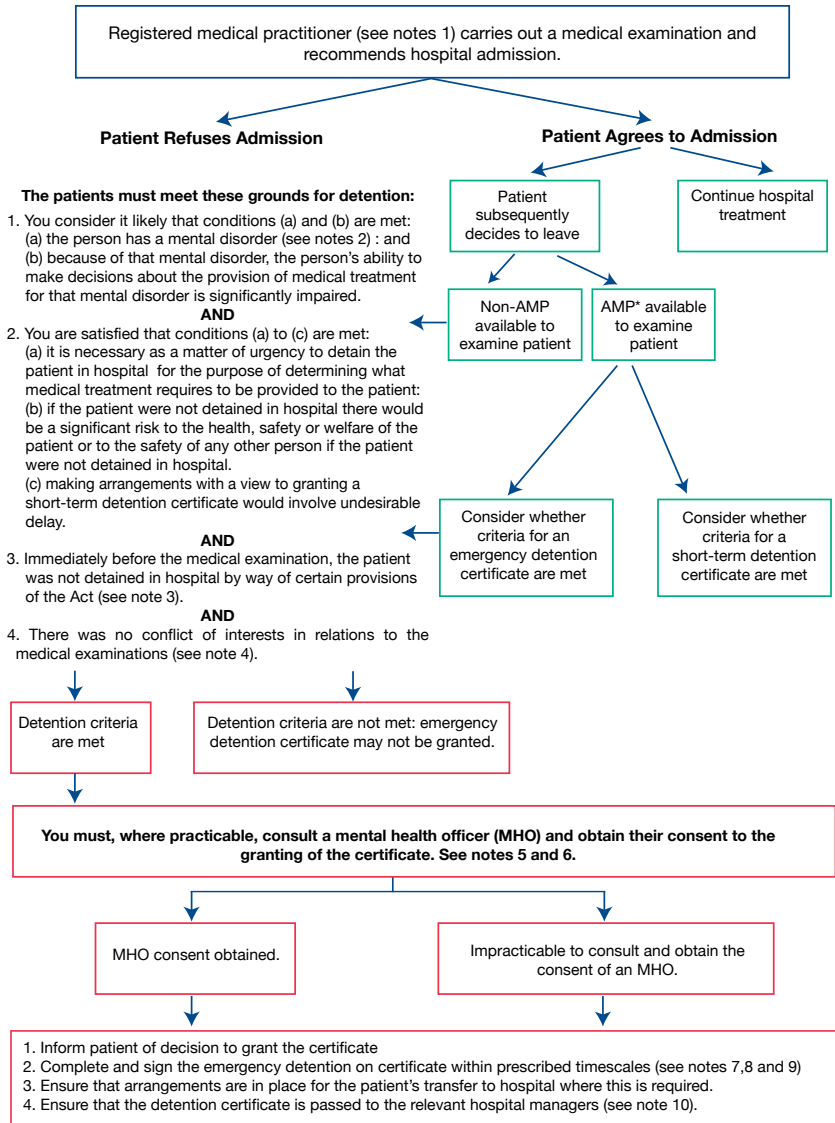 Registered medical practitioner (see notes 1) carries out a medical examination and
recommends hospital admission.
Patient Refuses Admission
Patient Agrees to Admission
The patients must meet these grounds for detention:
1. You consider it likely that conditions (a) and (b) are met:
(a) the person has a mental disorder (see notes 2) : and
(b) because of that mental disorder, the person's ability to
make decisions about the provision of medical treatment
for that mental disorder is significantly impaired.
AND
2. You are satisfied that conditions (a) to (c) are met:
(a) it is necessary as a matter of urgency to detain the
patient in hospital for the purpose of determining what
medical treatment requires to be provided to the patient:
(b) if the patient were not detained in hospital there would
be a significant risk to the health, safety or welfare of the
patient or to the safety of any other person if the patient
were not detained in hospital.
(c) making arrangements with a view to granting a
short-term detention certificate would involve undesirable
delay.
AND
3. Immediately before the medical examination, the patient
was not detained in hospital by way of certain provisions
of the Act (see note 3).
AND
4. There was no conflict of interests in relations to the
medical examinations (see note 4).
Patient
subsequently
decides to leave
Continue hospital
treatment
Non-AMP
available to
examine patient
AMP* available
to examine
patient
Consider whether
criteria for an
emergency detention
certificate are met
Consider whether
criteria for a
short-term detention
certificate are met
Detention criteria
are met
Detention criteria are not met: emergency
detention certificate may not be granted.
You must, where practicable, consult a mental health officer (MHO) and obtain their consent to the
granting of the certificate. See notes 5 and 6.
MHO consent obtained.
Impracticable to consult and obtain the
consent of an MHO.
1. Inform patient of decision to grant the certificate
2. Complete and sign the emergency detention on certificate within prescribed timescales (see notes 7,8 and 9)
3. Ensure that arrangements are in place for the patient's transfer to hospital where this is required.
4. Ensure that the detention certificate is passed to the relevant hospital managers (see note 10).